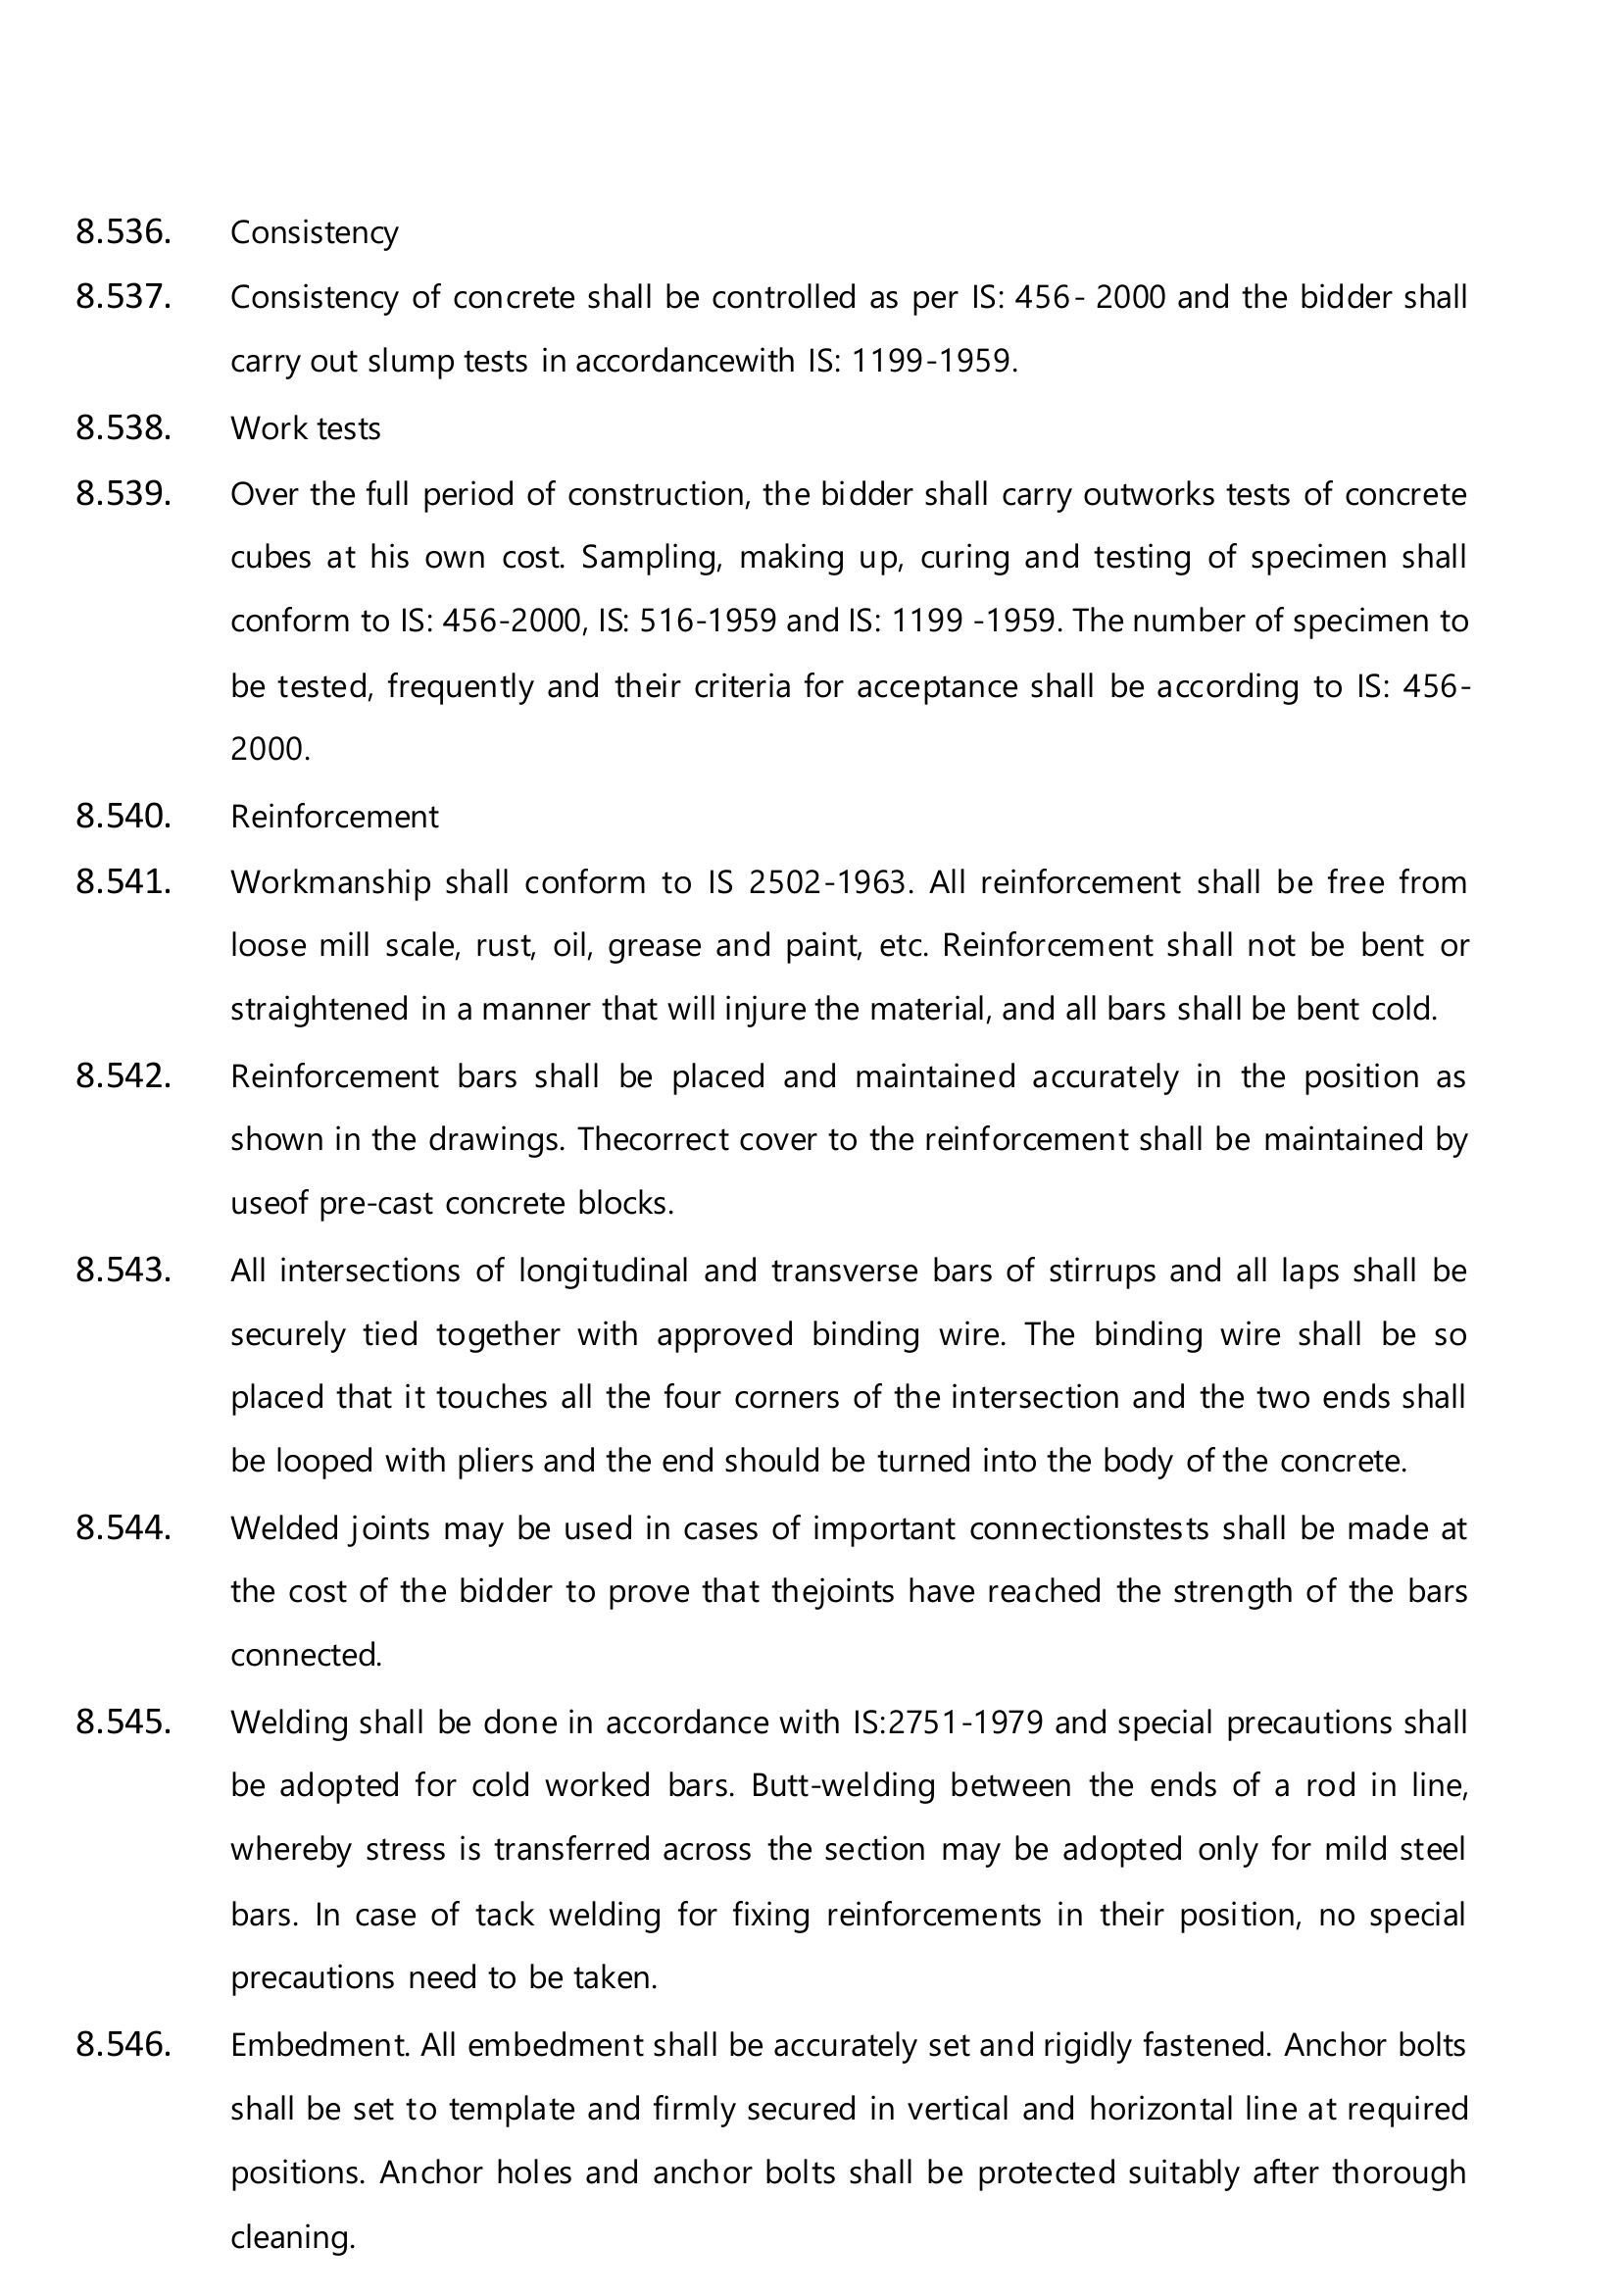 8.536. Consistency
8.537. Consistency of concrete shall be controlled as per IS: 456- 2000 and the bidder shall
carry out slump tests in accordancewith IS: 1199-1959.
8.538. Work tests
8.539. Over the full period of construction, the bidder shall carry outworks tests of concrete
cubes at his own cost. Sampling, making up, curing and testing of specimen shall
conform to IS: 456-2000, IS: 516-1959 and IS: 1199 -1959. The number of specimen to
be tested, frequently and their criteria for acceptance shall be according to IS: 456-
2000.
8.540. Reinforcement
8.541. Workmanship shall conform to IS 2502-1963. All reinforcement shall be free from
loose mill scale, rust, oil, grease and paint, etc. Reinforcement shall not be bent or
straightened in a manner that will injure the material, and all bars shall be bent cold.
8.542. Reinforcement bars shall be placed and maintained accurately in the position as
shown in the drawings. Thecorrect cover to the reinforcement shall be maintained by
useof pre-cast concrete blocks.
8.543. All intersections of longitudinal and transverse bars of stirrups and all laps shall be
securely tied together with approved binding wire. The binding wire shall be so
placed that it touches all the four corners of the intersection and the two ends shall
be looped with pliers and the end should be turned into the body of the concrete.
8.544. Welded joints may be used in cases of important connectionstests shall be made at
the cost of the bidder to prove that thejoints have reached the strength of the bars
connected.
8.545. Welding shall be done in accordance with IS:2751-1979 and special precautions shall
be adopted for cold worked bars. Butt-welding between the ends of a rod in line,
whereby stress is transferred across the section may be adopted only for mild steel
bars. In case of tack welding for fixing reinforcements in their position, no special
precautions need to be taken.
8.546. Embedment. All embedment shall be accurately set and rigidly fastened. Anchor bolts
shall be set to template and firmly secured in vertical and horizontal line at required
positions. Anchor holes and anchor bolts shall be protected suitably after thorough
cleaning.